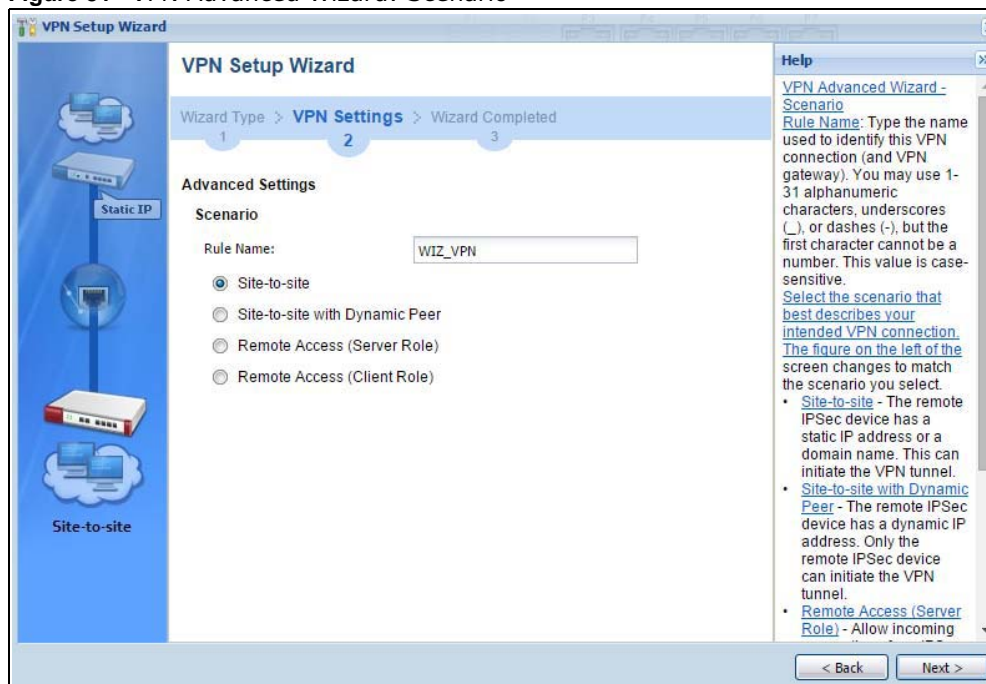 VPN Setup Wizard
VPN Setup Wizard
Wizard Type > VPN Settings > Wizard Completed
1 2 3
Static IP
Site-to-site
Advanced Settings
Scenario
Rule Name: WIZ_VPN
Site-to-site
Site-to-site with Dynamic Peer
Remote Access (Server Role)
Remote Access (Client Role)
Help
VPN Advanced Wizard -
Scenario
Rule Name: Type the name
used to identify this VPN
connection (and VPN
gateway). You may use 1-
31 alphanumeric
characters, underscores
(_), or dashes (-), but the
first character cannot be a
number. This value is case-
sensitive.
Select the scenario that
best describes your
intended VPN connection.
The figure on the left of the
screen changes to match
the scenario you select.
• Site-to-site - The remote
IPSec device has a
static IP address or a
domain name. This can
initiate the VPN tunnel.
• Site-to-site with Dynamic
Peer - The remote IPSec
device has a dynamic IP
address. Only the
remote IPSec device
can initiate the VPN
tunnel.
• Remote Access (Server
Role) - Allow incoming
< Back Next >